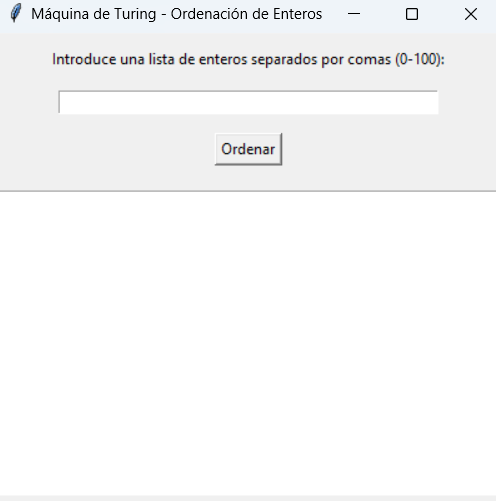 Máquina de Turing - Ordenación de Enteros
Introduce una lista de enteros separados por comas (0-100):
Ordenar